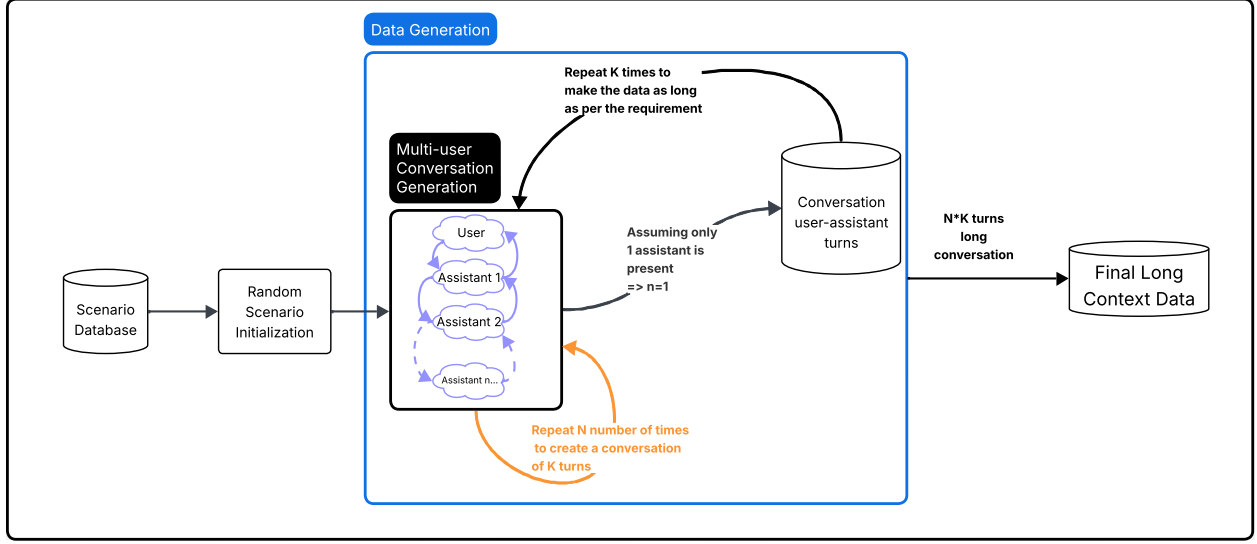 Data Generation
Repeat K times to
make the data as long
as per the requirement
Multi-user
Conversation
Generation
User
Assistant 1
Assistant 2
Assistant n...
Scenario
Database
Random
Scenario
Initialization
Assuming only
1 assistant is
present
=> n=1
Conversation
user-assistant
turns
Repeat N number of times
to create a conversation
of K turns
N*K turns
long
conversation
Final Long
Context Data